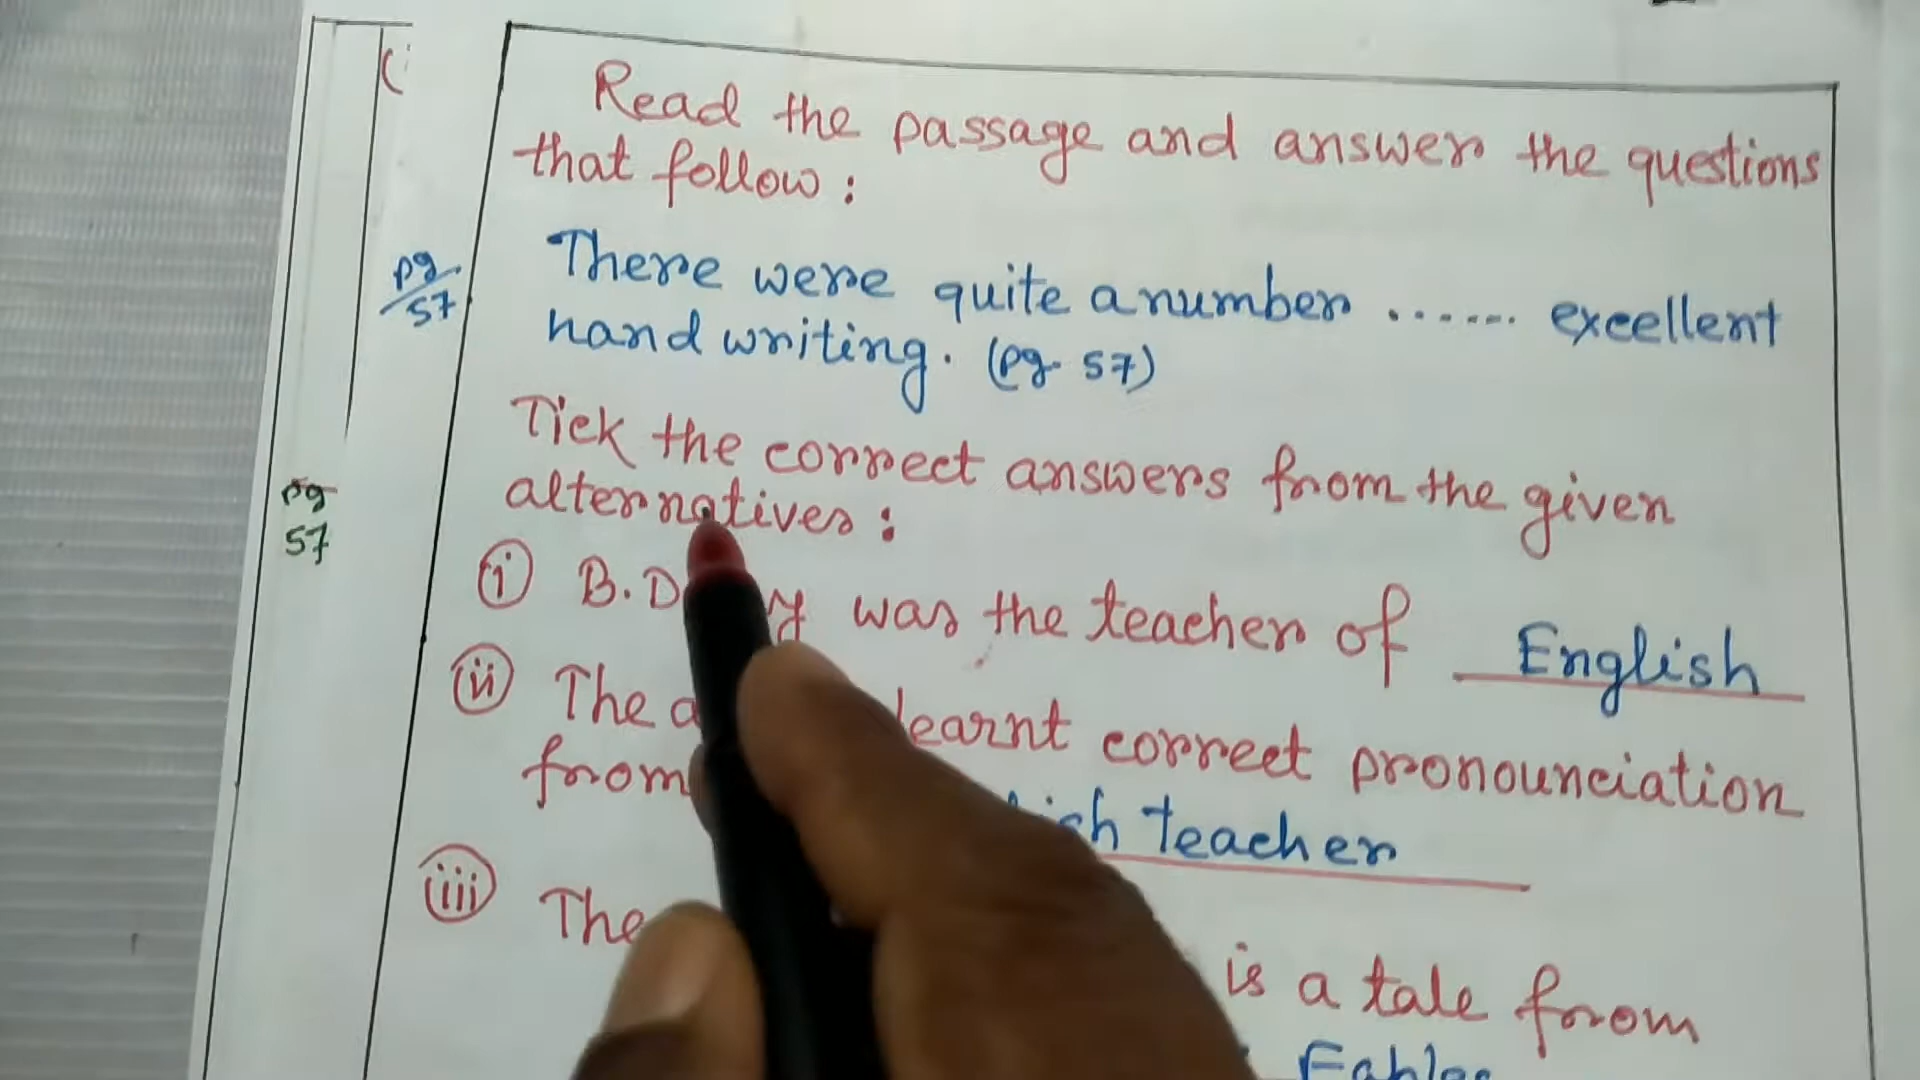 Read the passage and answer the questions
that follow:
pg.
57
There were quite a number ...... excellent
hand writing. (pg. 57)
Tick the correct answers from the given
alternatives:
pg
57
(i) B. was the teacher of English
(ii) The learnt correct pronounciation
from teacher
(iii) The is a tale from
Fables